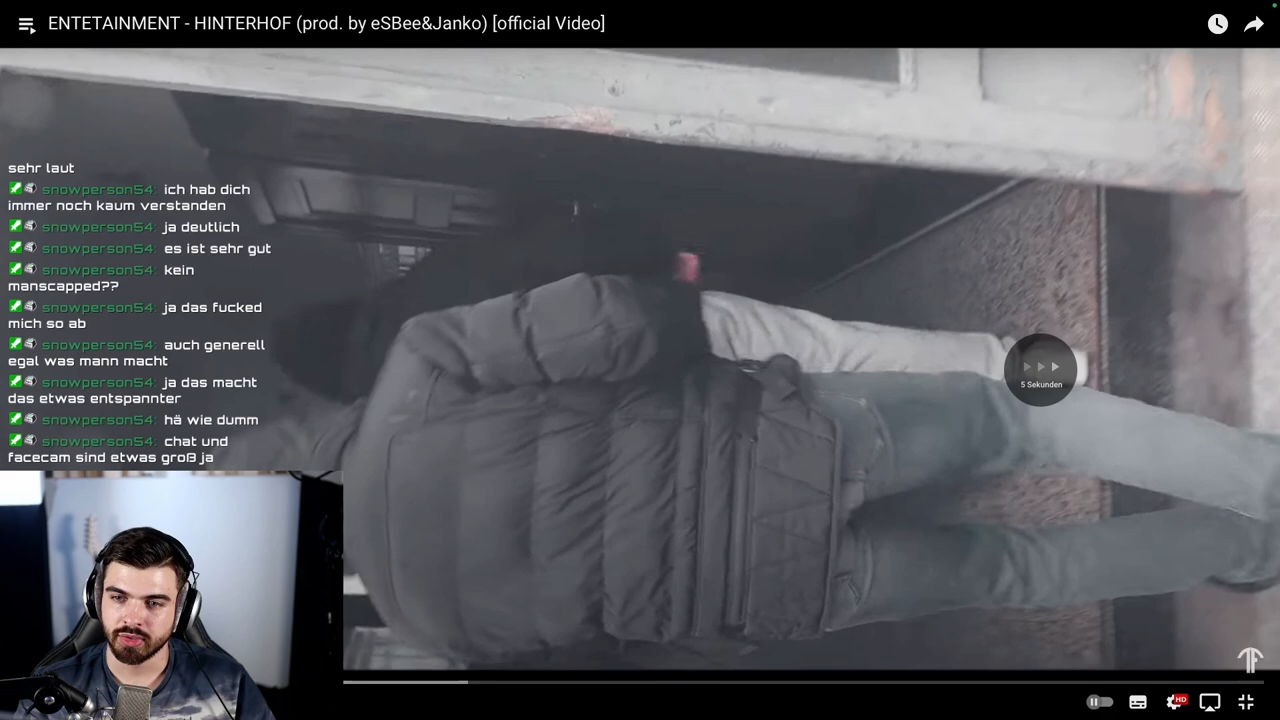 ENTETAINMENT - HINTERHOF (prod. by eSBee&Janko) [official Video]
sehr laut
snowperson54: ich hab dich
immer noch kaum verstanden
snowperson54: ja deutlich
snowperson54: es ist sehr gut
snowperson54: kein
manscapped??
snowperson54: ja das fucked
mich so ab
snowperson54: auch generell
egal was mann macht
snowperson54: ja das macht
das etwas entspannter
snowperson54: hä wie dumm
snowperson54: chat und
facecam sind etwas groß ja
5 Sekunden
HD